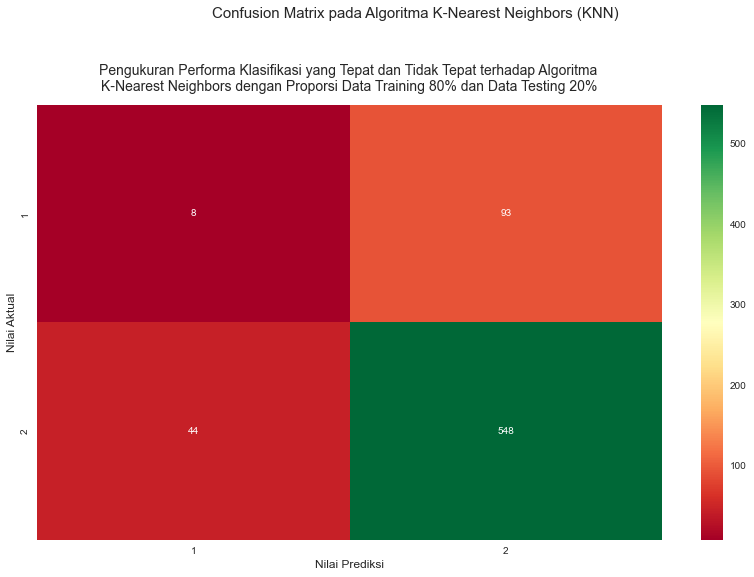 Confusion Matrix pada Algoritma K-Nearest Neighbors (KNN)
Pengukuran Performa Klasifikasi yang Tepat dan Tidak Tepat terhadap Algoritma
K-Nearest Neighbors dengan Proporsi Data Training 80% dan Data Testing 20%
Nilai Aktual
1
8
93
2
44
548
1
2
Nilai Prediksi
500
400
300
200
100